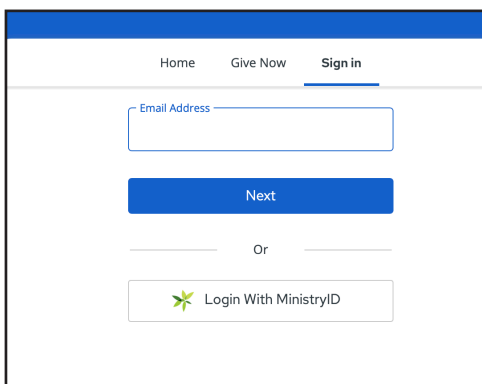 Home Give Now Sign in
Email Address
Next
Or
Login With MinistryID